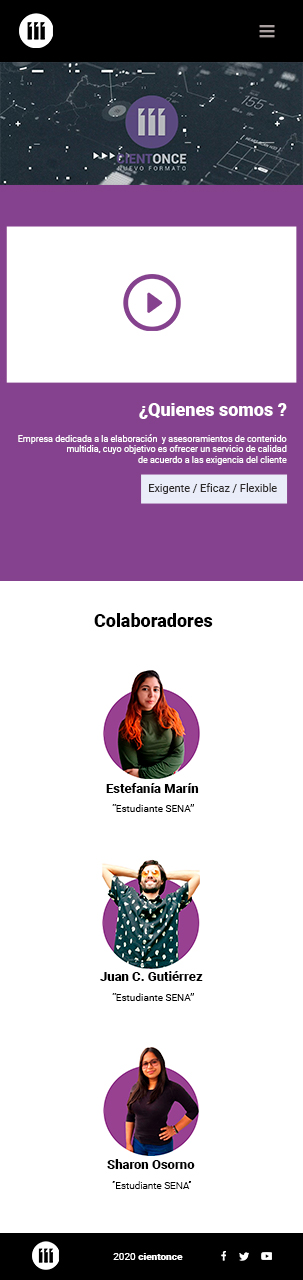 155
CIENTONCE
NUEVO FORMATO
¿Quienes somos ?
Empresa dedicada a la elaboración y asesoramientos de contenido
multidia, cuyo objetivo es ofrecer un servicio de calidad
de acuerdo a las exigencia del cliente
Exigente / Eficaz / Flexible
Colaboradores
Estefanía Marín
"Estudiante SENA"
Juan C. Gutiérrez
"Estudiante SENA"
Sharon Osorno
"Estudiante SENA"
2020 cientonce